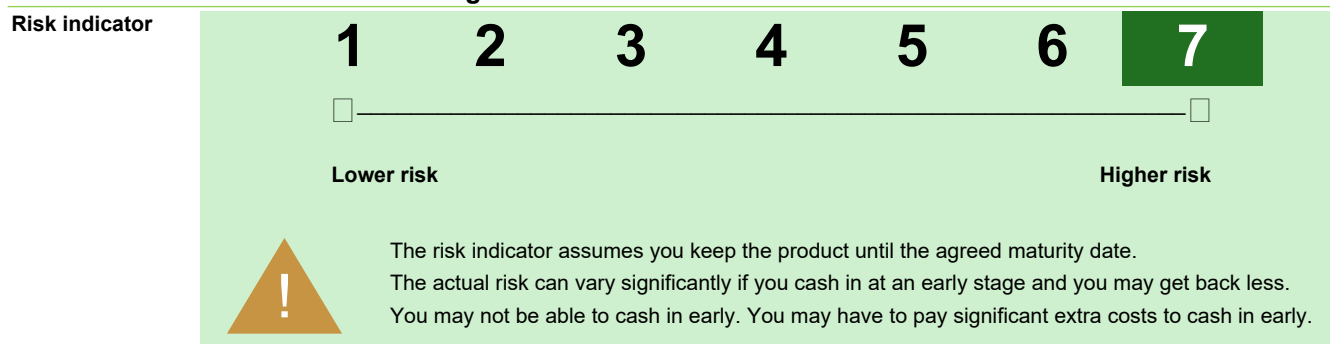 Risk indicator
1 2 3 4 5 6 7
Lower risk Higher risk
!
The risk indicator assumes you keep the product until the agreed maturity date.
The actual risk can vary significantly if you cash in at an early stage and you may get back less.
You may not be able to cash in early. You may have to pay significant extra costs to cash in early.